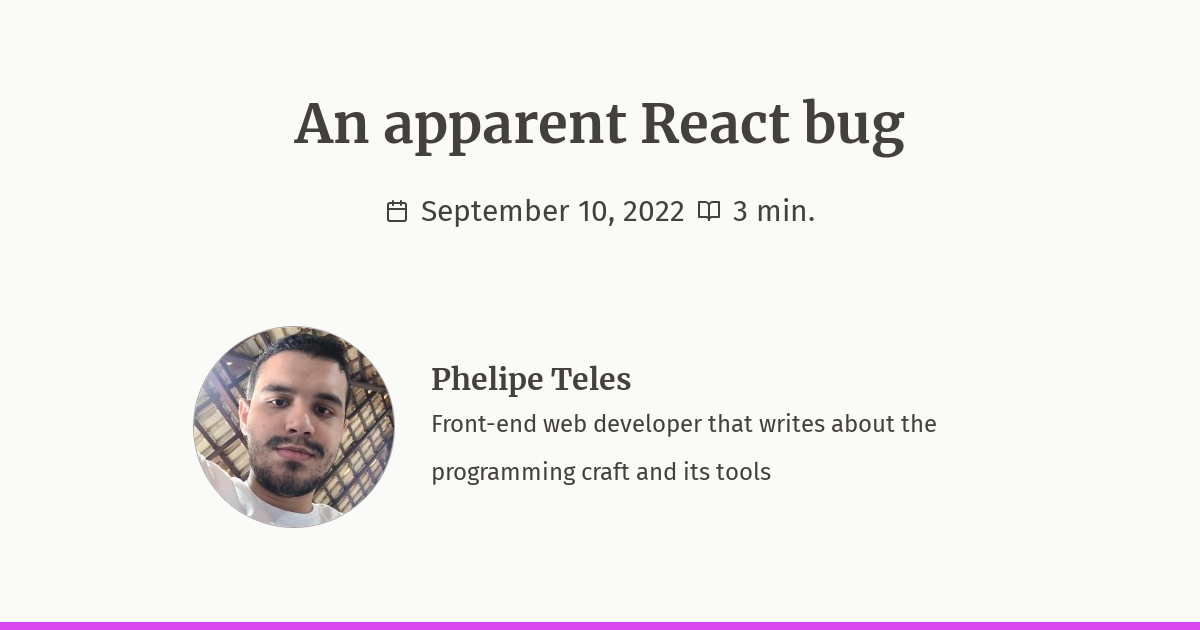 An apparent React bug
September 10, 2022 3 min.
Phelipe Teles
Front-end web developer that writes about the
programming craft and its tools